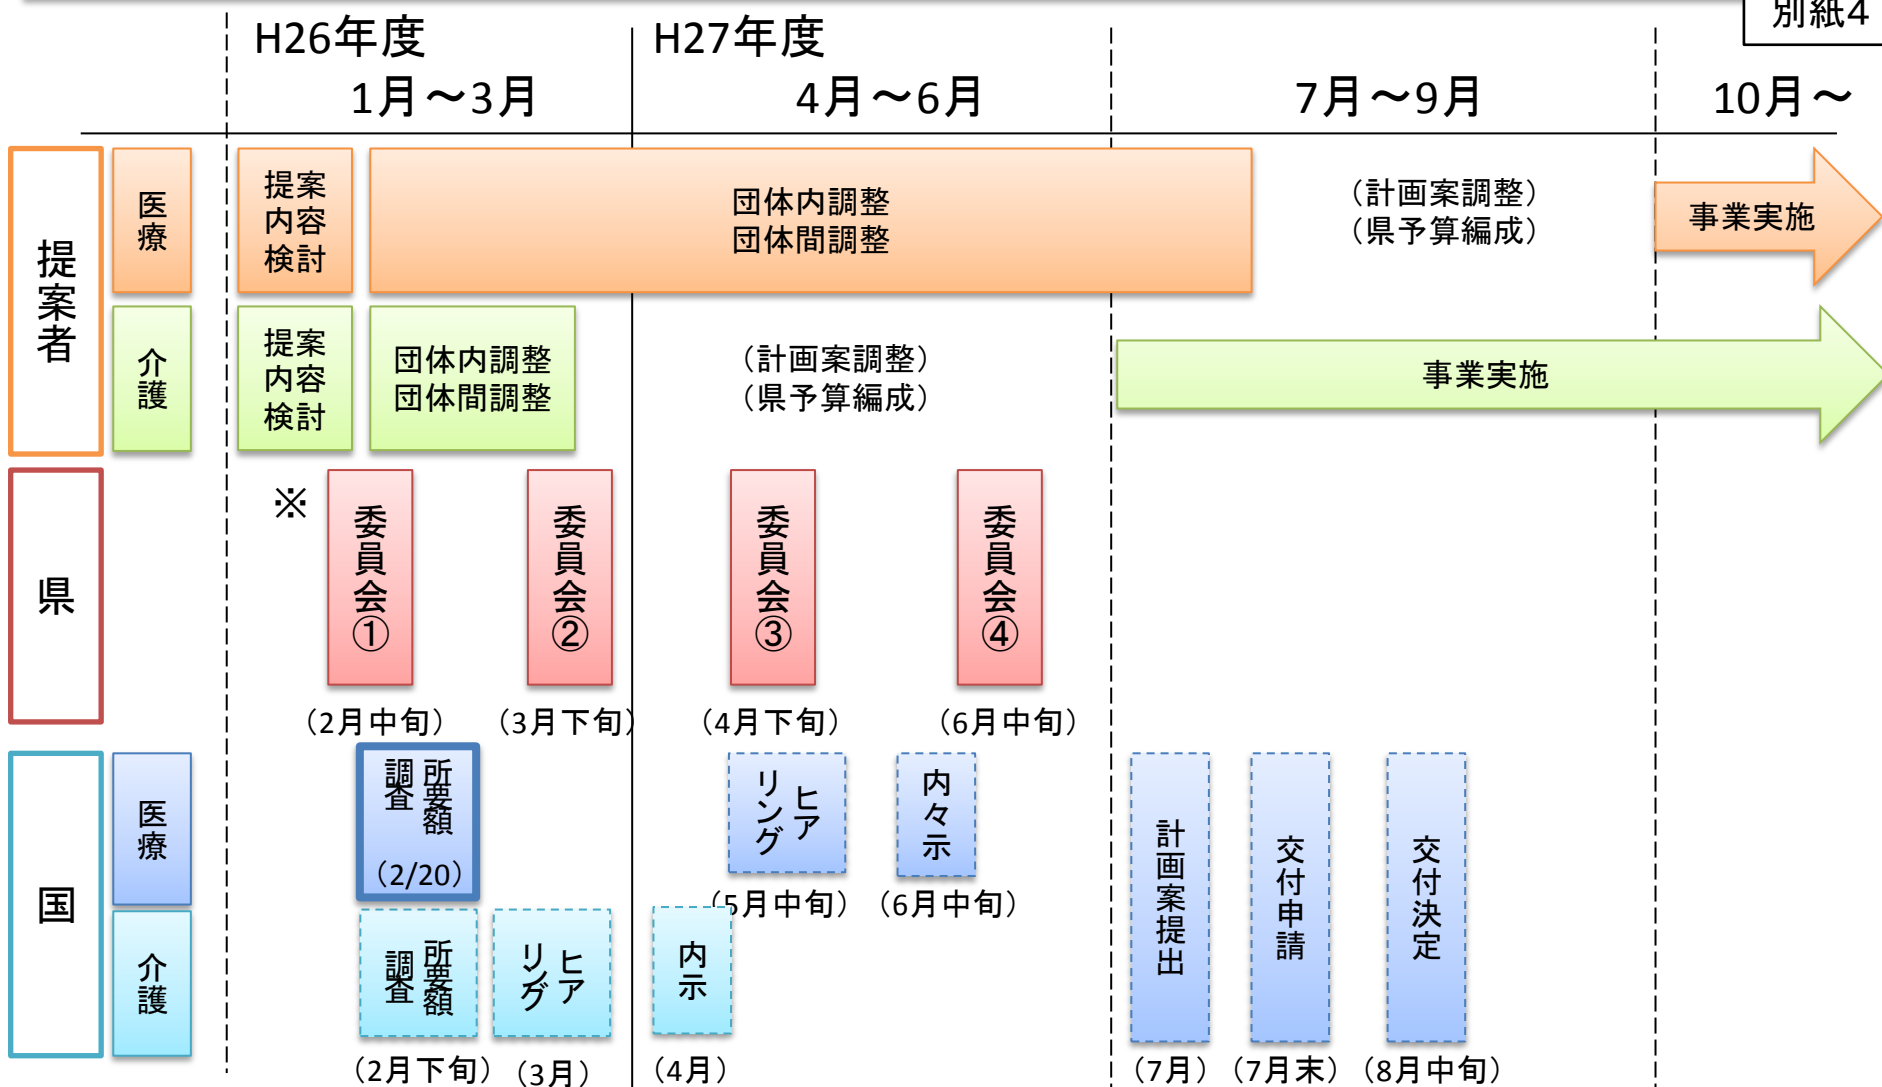 別紙4
H26年度
H27年度
1月～3月
4月～6月
7月～9月
10月～
提案者
医療
提案
内容
検討
団体内調整
団体間調整
（計画案調整）
（県予算編成）
事業実施
介護
提案
内容
検討
団体内調整
団体間調整
（計画案調整）
（県予算編成）
事業実施
県
※
委員会①
委員会②
委員会③
委員会④
（2月中旬）
（3月下旬）
（4月下旬）
（6月中旬）
国
医療
所要額
調査
（2/20）
ヒア
リング
（5月中旬）
内々示
（6月中旬）
計画案提出
（7月）
交付申請
（7月末）
交付決定
（8月中旬）
介護
所要額
調査
（2月下旬）
ヒア
リング
（3月）
内示
（4月）